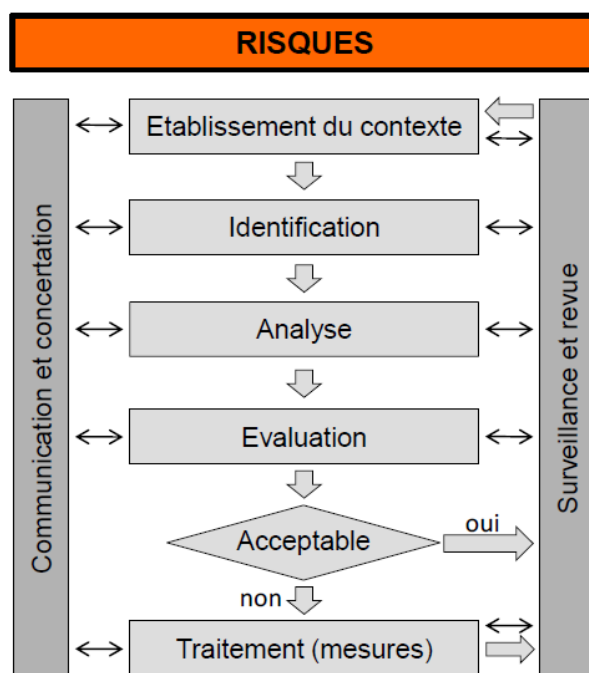 RISQUES
Communication et concertation
Etablissement du contexte
Identification
Analyse
Evaluation
Acceptable
oui
non
Traitement (mesures)
Surveillance et revue